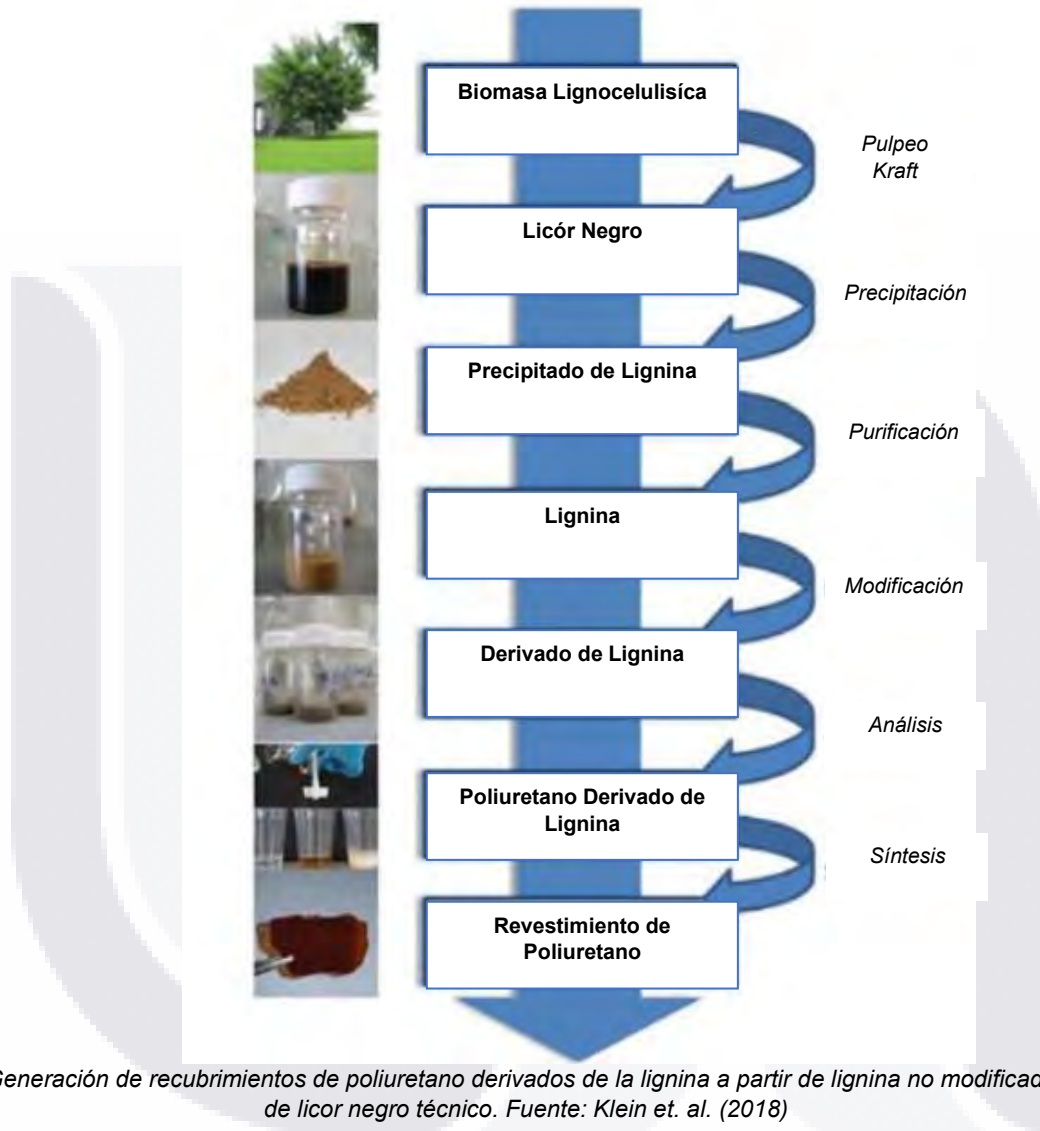 Biomasa Lignocelulisíca
Pulpeo
Kraft
Licór Negro
Precipitación
Precipitado de Lignina
Purificación
Lignina
Modificación
Derivado de Lignina
Análisis
Poliuretano Derivado de
Lignina
Síntesis
Revestimiento de
Poliuretano
Generación de recubrimientos de poliuretano derivados de la lignina a partir de lignina no modificad
de licor negro técnico. Fuente: Klein et. al. (2018)